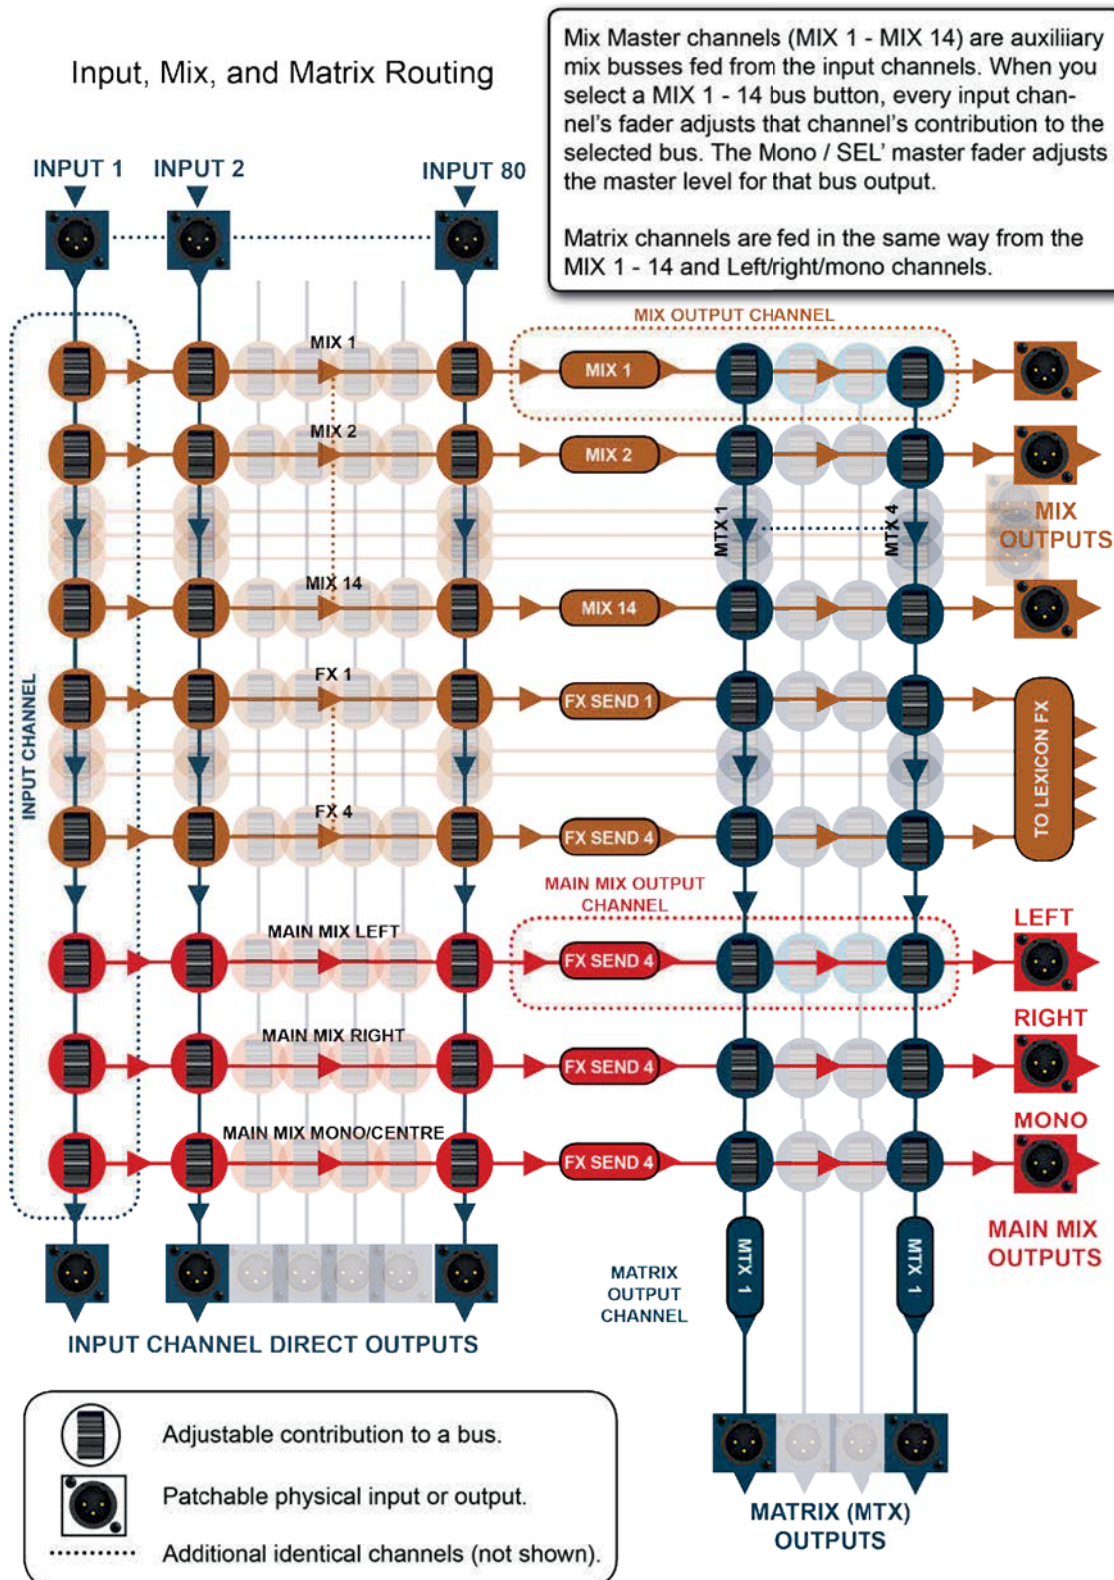 Input, Mix, and Matrix Routing
Mix Master channels (MIX 1 - MIX 14) are auxiliiary
mix busses fed from the input channels. When you
select a MIX 1 - 14 bus button, every input chan-
nel's fader adjusts that channel's contribution to the
selected bus. The Mono / SEL' master fader adjusts
the master level for that bus output.
Matrix channels are fed in the same way from the
MIX 1 - 14 and Left/right/mono channels.
INPUT 1
INPUT 2
INPUT 80
MIX OUTPUT CHANNEL
MIX 1
MIX 1
MIX 2
MIX 2
MTX 1
MTX 4
MIX
OUTPUTS
MIX 14
MIX 14
INPUT CHANNEL
FX 1
FX SEND 1
TO LEXICON FX
FX 4
FX SEND 4
MAIN MIX OUTPUT
CHANNEL
LEFT
MAIN MIX LEFT
FX SEND 4
RIGHT
MAIN MIX RIGHT
FX SEND 4
MONO
MAIN MIX MONO/CENTRE
FX SEND 4
MAIN MIX
OUTPUTS
MATRIX
OUTPUT
CHANNEL
MTX 1
MTX 1
INPUT CHANNEL DIRECT OUTPUTS
Adjustable contribution to a bus.
Patchable physical input or output.
Additional identical channels (not shown).
MATRIX (MTX)
OUTPUTS